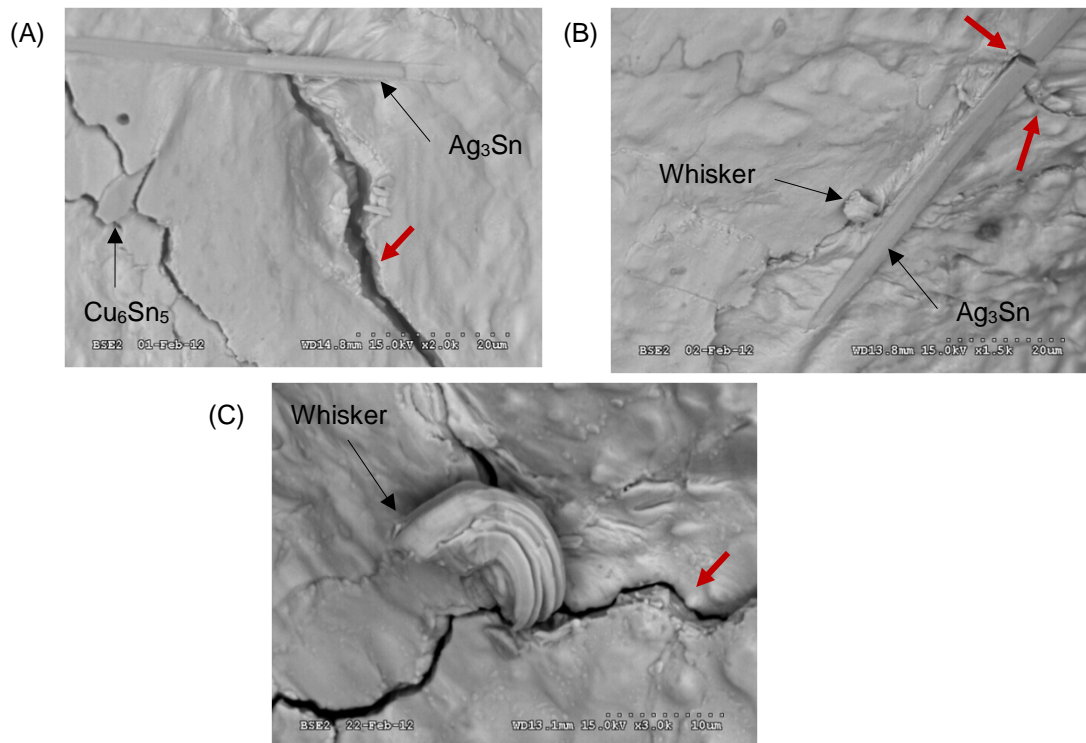 (A)
Ag₃Sn
Cu₆Sn₅
BSE2 01-Feb-12 WD14.8mm 15.0kV x2.0k 20um
(B)
Whisker
Ag₃Sn
BSE2 02-Feb-12 WD13.8mm 15.0kV x1.5k 20um
(C)
Whisker
BSE2 22-Feb-12 WD13.1mm 15.0kV x3.0k 10um